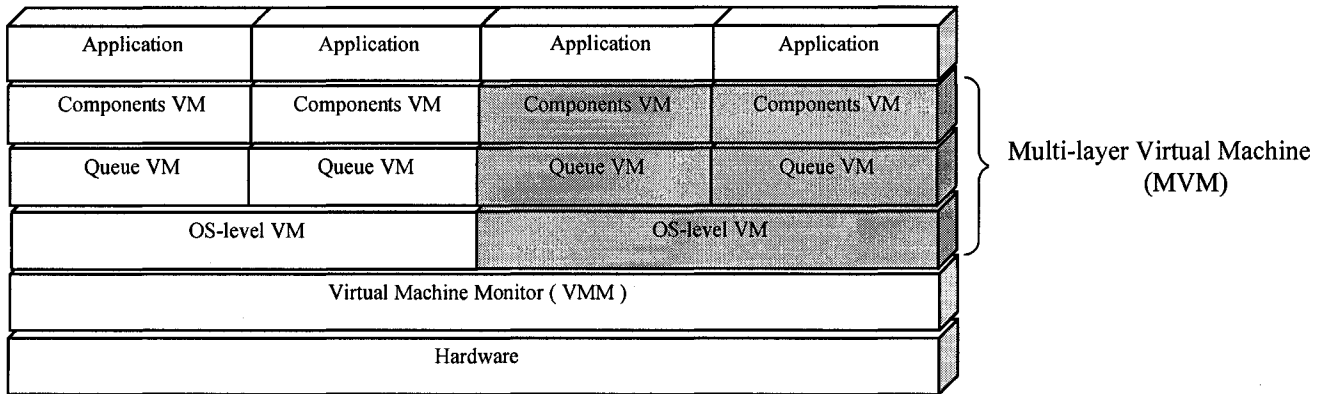 Application Application Application Application
Components VM Components VM Components VM Components VM
Queue VM Queue VM Queue VM Queue VM
OS-level VM OS-level VM
Virtual Machine Monitor ( VMM )
Hardware
Multi-layer Virtual Machine
(MVM)